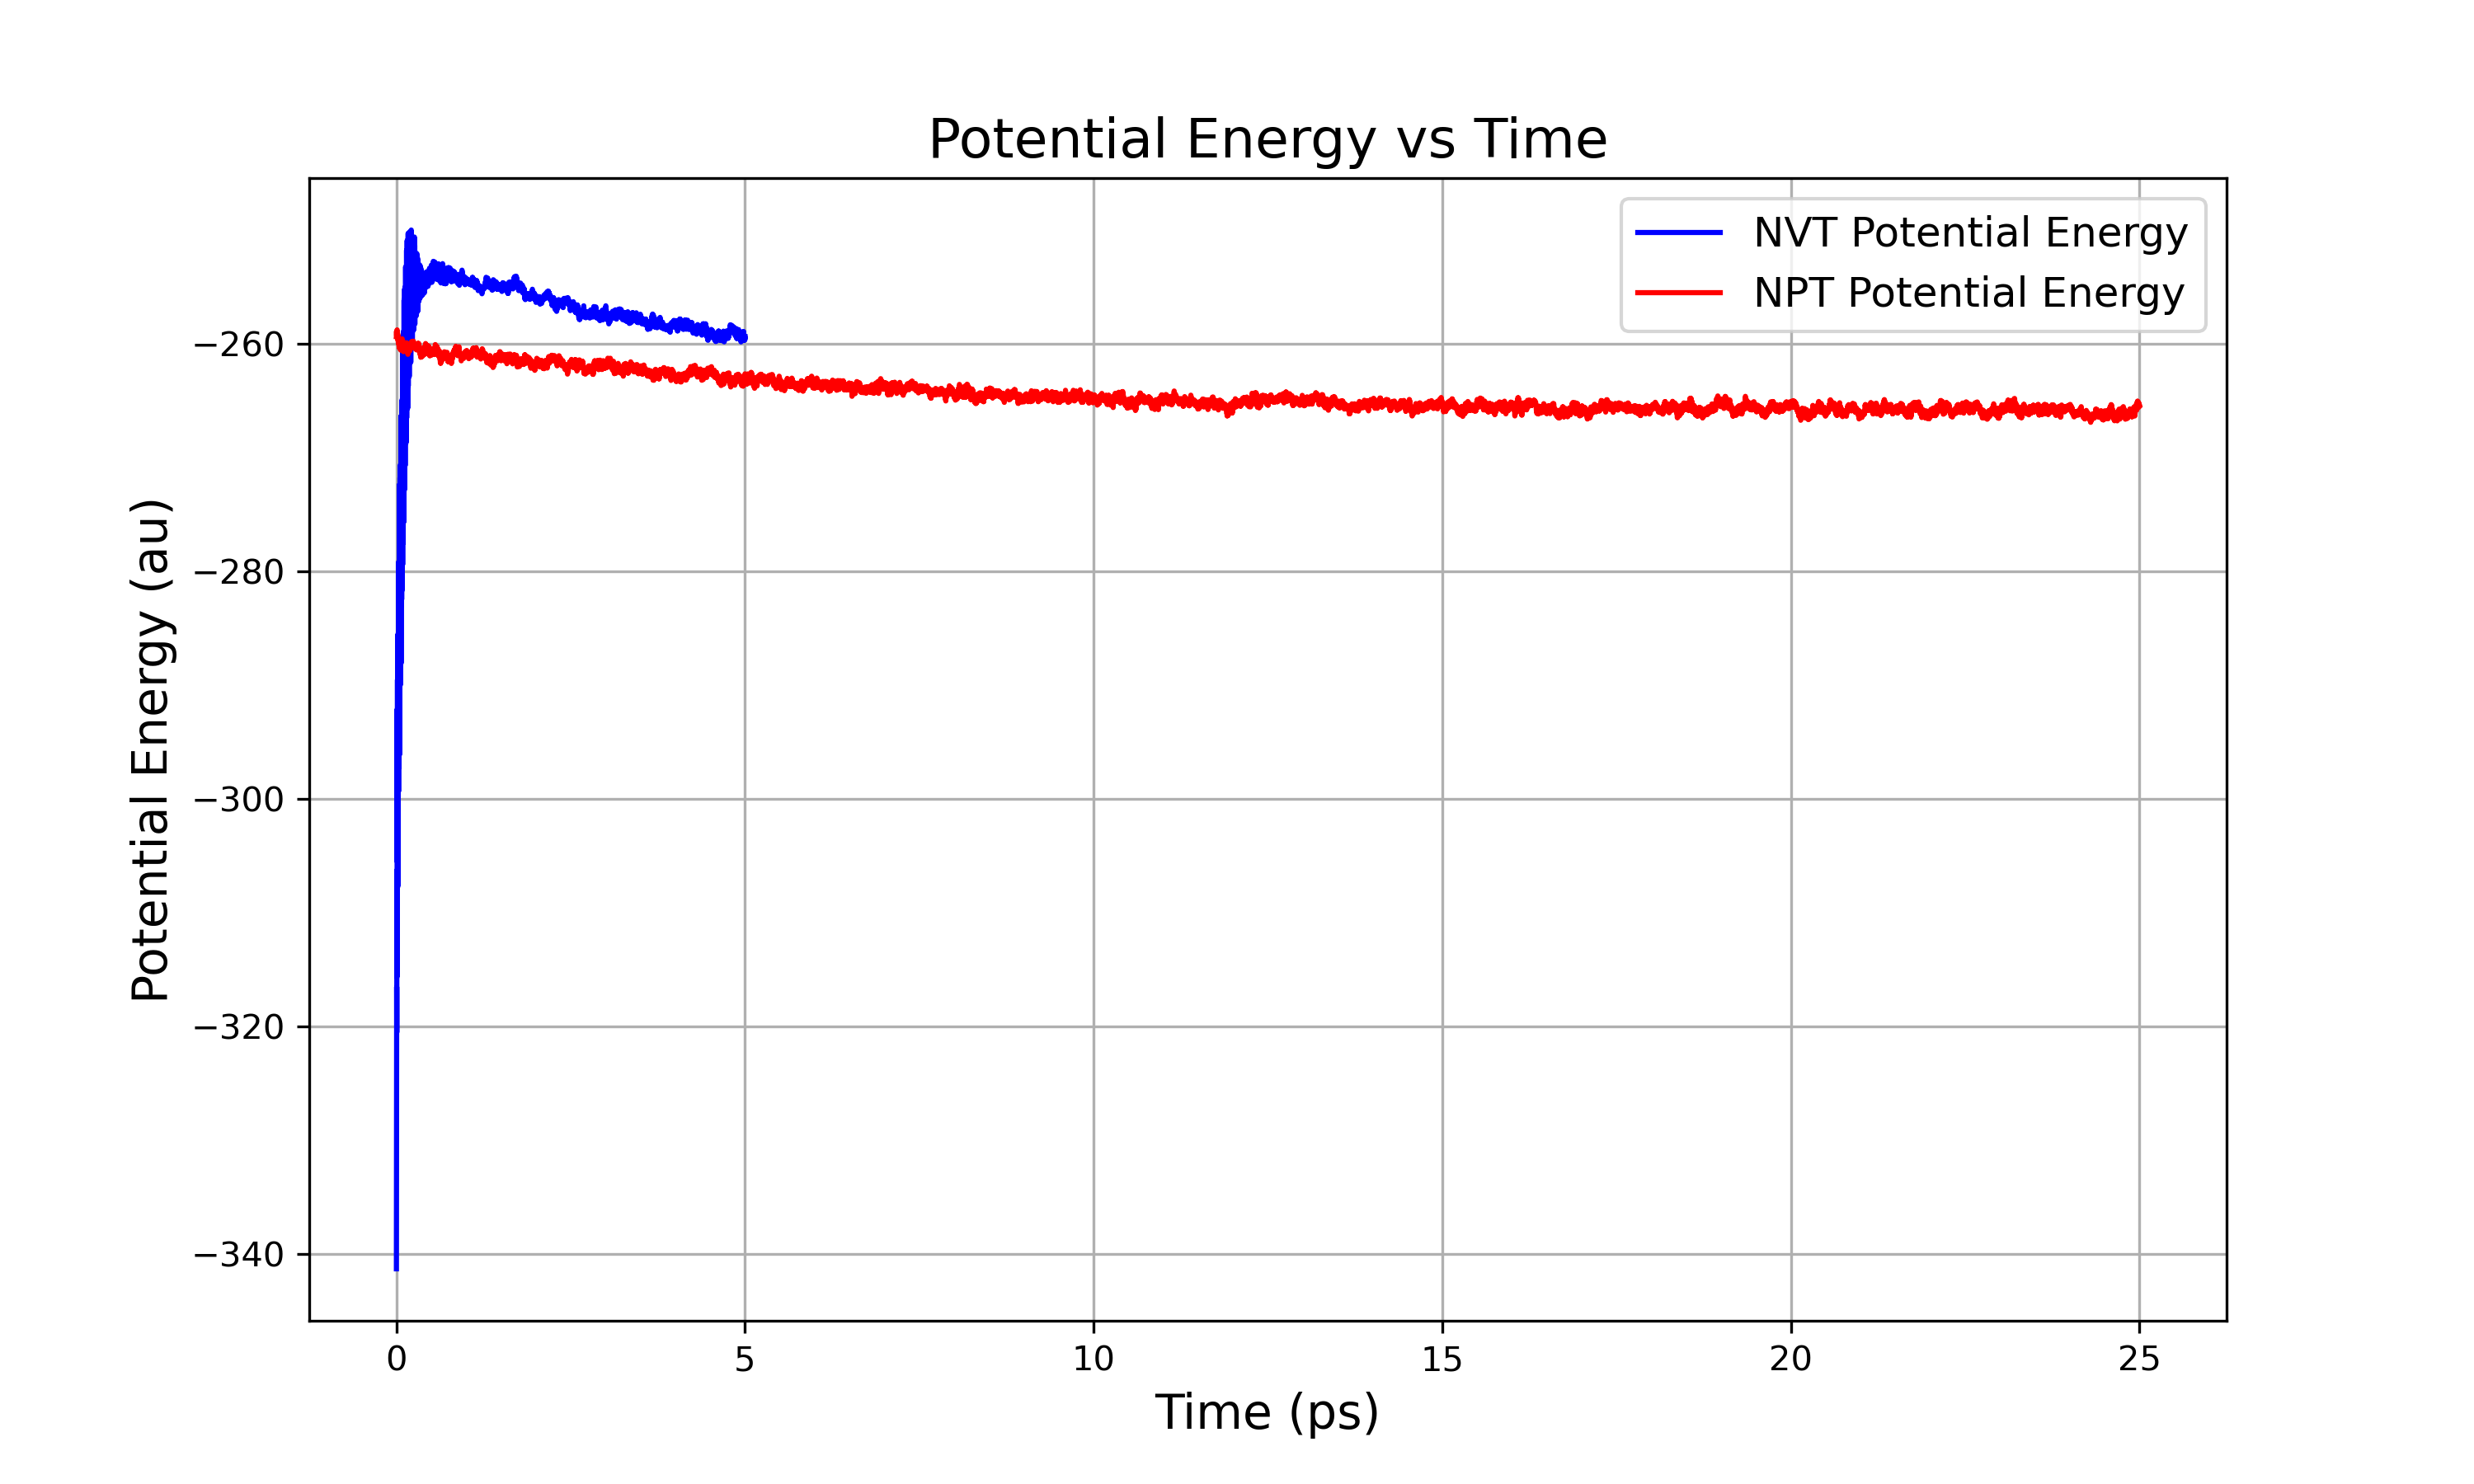 Potential Energy vs Time
NVT Potential Energy
NPT Potential Energy
Potential Energy (au)
−260
−280
−300
−320
−340
0 5 10 15 20 25
Time (ps)